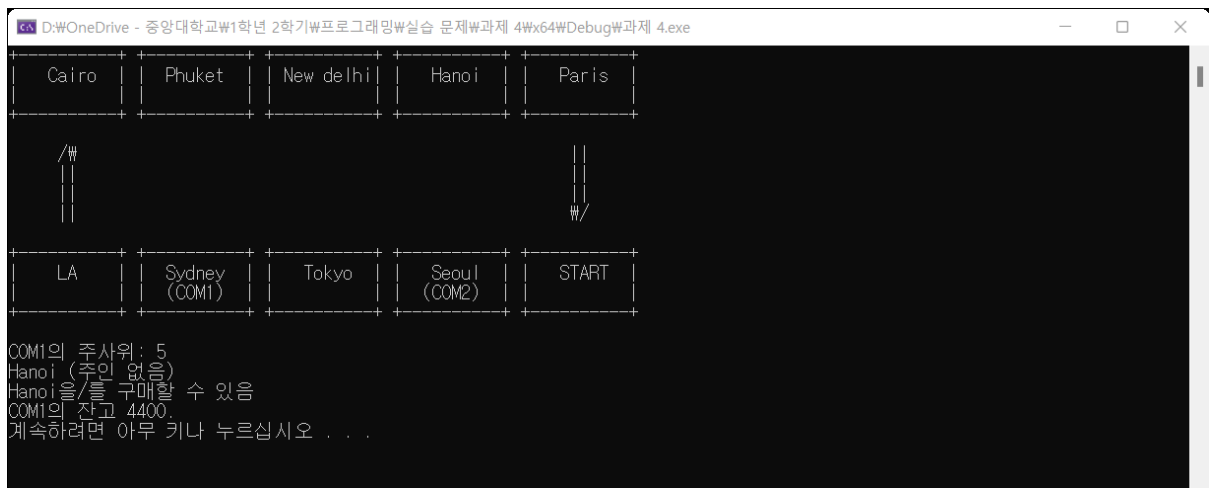 D:₩OneDrive - 중앙대학교₩1학년 2학기₩프로그래밍₩실습 문제₩과제 4₩x64₩Debug₩과제 4.exe
+----------+ +----------+ +----------+ +----------+ +----------+
|   Cairo  | |  Phuket  | | New delhi| |   Hanoi  | |   Paris  |
|          | |          | |          | |          | |          |
+----------+ +----------+ +----------+ +----------+ +----------+
/₩ ||
|| ||
|| ||
|| ₩/
+----------+ +----------+ +----------+ +----------+ +----------+
|    LA    | |  Sydney  | |   Tokyo  | |   Seoul  | |   START  |
|          | |  (COM1)  | |          | |  (COM2)  | |          |
+----------+ +----------+ +----------+ +----------+ +----------+
COM1의 주사위: 5
Hanoi (주인 없음)
Hanoi을/를 구매할 수 있음
COM1의 잔고 4400.
계속하려면 아무 키나 누르십시오 . . .